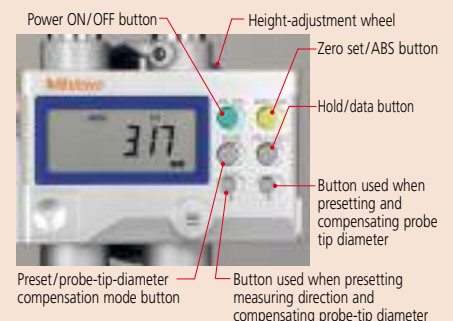 Power ON/OFF button
Height-adjustment wheel
Zero set/ABS button
Mitutoyo
Hold/data button
317
mm
Button used when
presetting and
compensating probe
tip diameter
Preset/probe-tip-diameter
compensation mode button
Button used when presetting
measuring direction and
compensating probe-tip diameter